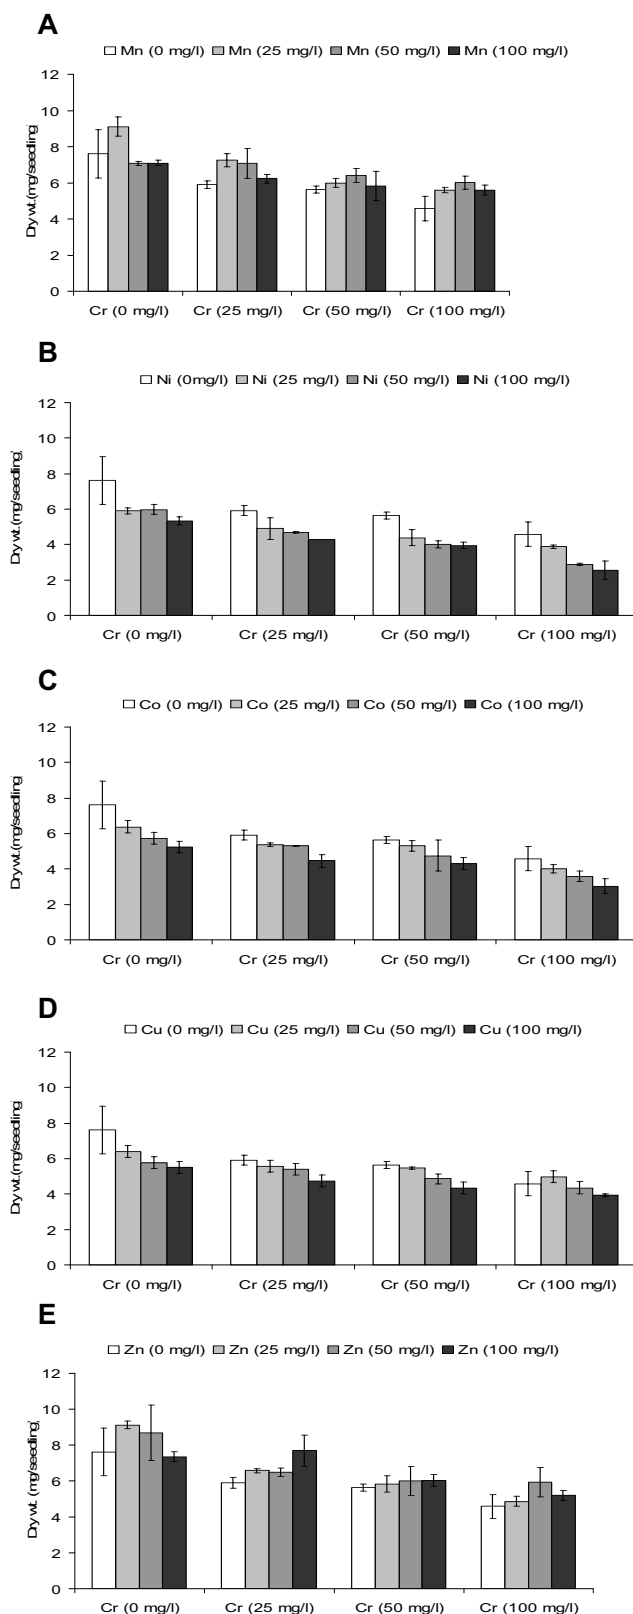 A
Mn (0 mg/l) Mn (25 mg/l) Mn (50 mg/l) Mn (100 mg/l)
12
10
8
6
4
2
0
Dry wt. (mg/seedling)
Cr (0 mg/l) Cr (25 mg/l) Cr (50 mg/l) Cr (100 mg/l)
B
Ni (0mg/l) Ni (25 mg/l) Ni (50 mg/l) Ni (100 mg/l)
12
10
8
6
4
2
0
Dry wt. (mg/seedling)
Cr (0 mg/l) Cr (25 mg/l) Cr (50 mg/l) Cr (100 mg/l)
C
Co (0 mg/l) Co (25 mg/l) Co (50 mg/l) Co (100 mg/l)
12
10
8
6
4
2
0
Dry wt. (mg/seedling)
Cr (0 mg/l) Cr (25 mg/l) Cr (50 mg/l) Cr (100 mg/l)
D
Cu (0 mg/l) Cu (25 mg/l) Cu (50 mg/l) Cu (100 mg/l)
12
10
8
6
4
2
0
Dry wt. (mg/seedling)
Cr (0 mg/l) Cr (25 mg/l) Cr (50 mg/l) Cr (100 mg/l)
E
Zn (0 mg/l) Zn (25 mg/l) Zn (50 mg/l) Zn (100 mg/l)
12
10
8
6
4
2
0
Dry wt. (mg/seedling)
Cr (0 mg/l) Cr (25 mg/l) Cr (50 mg/l) Cr (100 mg/l)